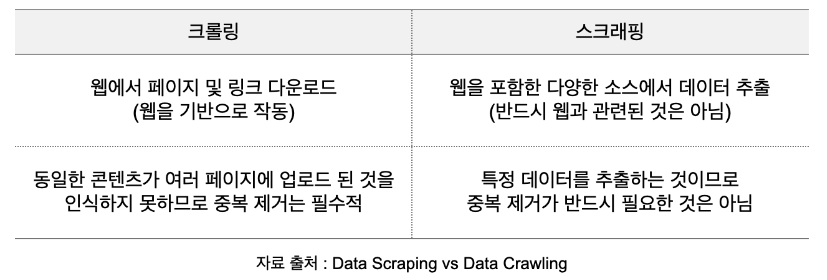 크롤링
스크래핑
웹에서 페이지 및 링크 다운로드
(웹을 기반으로 작동)
웹을 포함한 다양한 소스에서 데이터 추출
(반드시 웹과 관련된 것은 아님)
동일한 콘텐츠가 여러 페이지에 업로드 된 것을
인식하지 못하므로 중복 제거는 필수적
특정 데이터를 추출하는 것이므로
중복 제거가 반드시 필요한 것은 아님
자료 출처 : Data Scraping vs Data Crawling